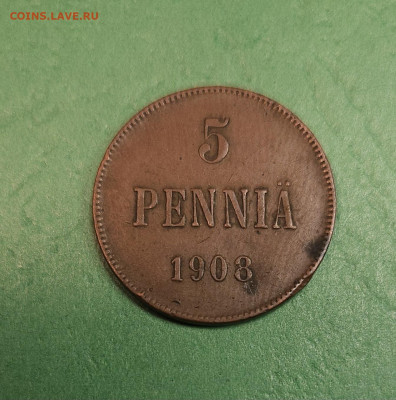 COINS.LAVE.RU
5
PENNIÄ
1908